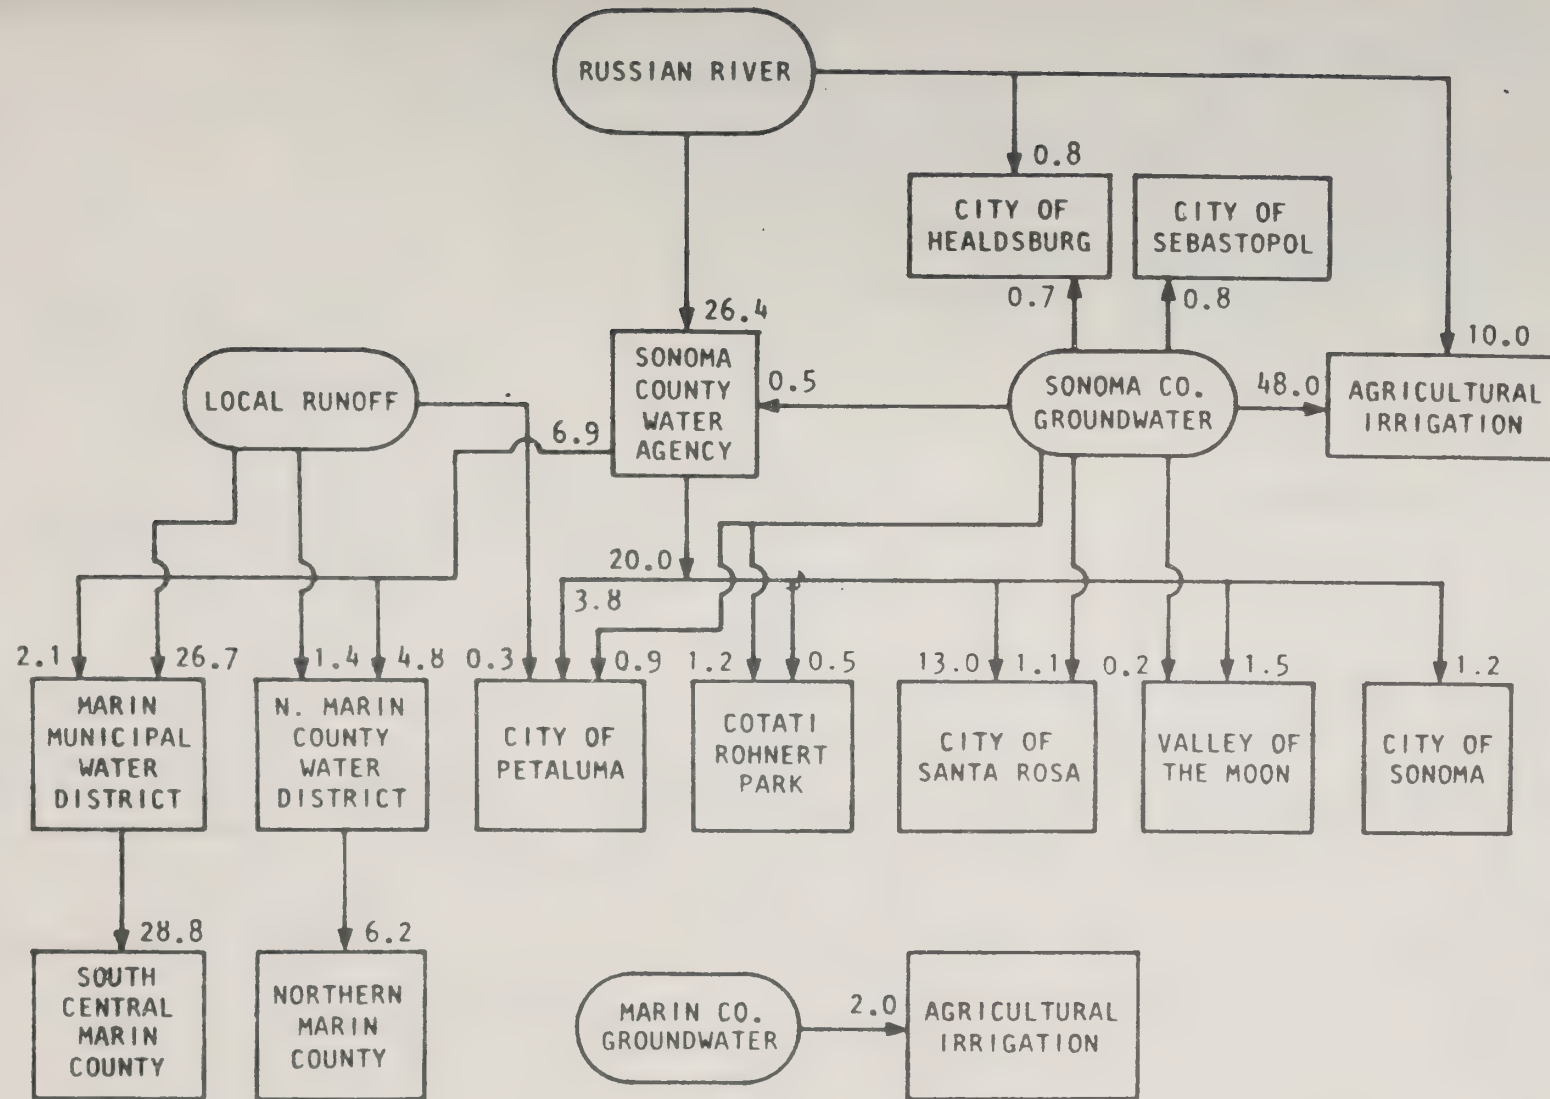 RUSSIAN RIVER
0.8
CITY OF
HEALDSBURG
CITY OF
SEBASTOPOL
0.7
0.8
26.4
10.0
SONOMA
COUNTY
WATER
AGENCY
LOCAL RUNOFF
0.5
SONOMA CO.
GROUNDWATER
48.0
AGRICULTURAL
IRRIGATION
6.9
20.0
3.8
2.1
26.7
1.4
4.8
0.3
0.9
1.2
0.5
13.0
1.1
0.2
1.5
1.2
MARIN
MUNICIPAL
WATER
DISTRICT
N. MARIN
COUNTY
WATER
DISTRICT
CITY OF
PETALUMA
COTATI
ROHNERT
PARK
CITY OF
SANTA ROSA
VALLEY OF
THE MOON
CITY OF
SONOMA
28.8
6.2
SOUTH
CENTRAL
MARIN
COUNTY
NORTHERN
MARIN
COUNTY
MARIN CO.
GROUNDWATER
2.0
AGRICULTURAL
IRRIGATION